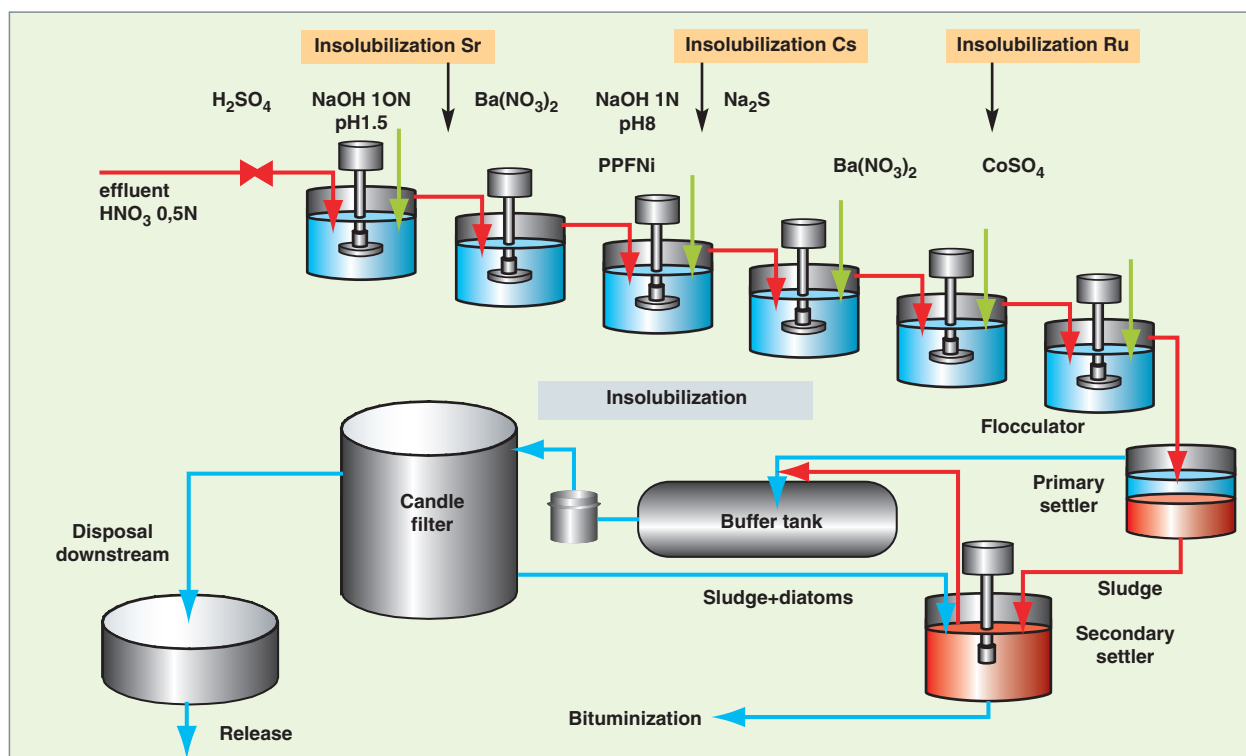 Insolubilization Sr
Insolubilization Cs
Insolubilization Ru
H₂SO₄
NaOH 1ON
pH1.5
Ba(NO₃)₂
NaOH 1N
pH8
Na₂S
PPFNi
Ba(NO₃)₂
CoSO₄
effluent
HNO₃ 0,5N
Insolubilization
Flocculator
Primary
settler
Candle
filter
Buffer tank
Disposal
downstream
Sludge
Sludge+diatoms
Secondary
settler
Bituminization
Release